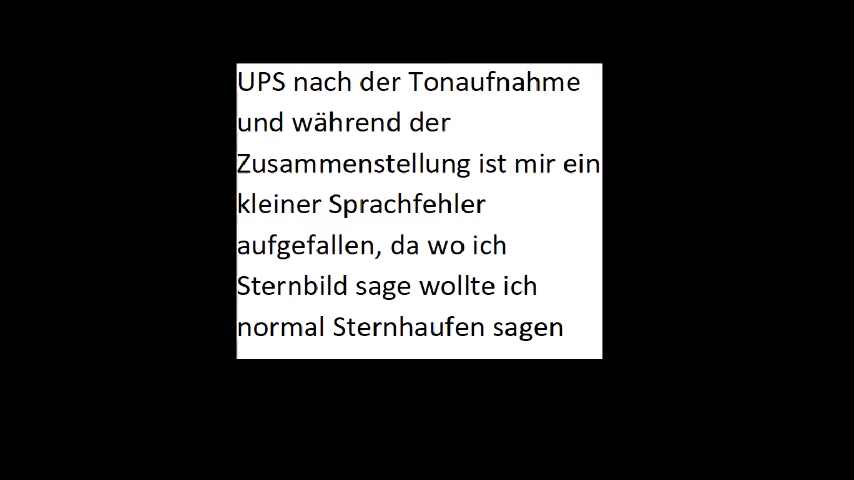 UPS nach der Tonaufnahme
und während der
Zusammenstellung ist mir ein
kleiner Sprachfehler
aufgefallen, da wo ich
Sternbild sage wollte ich
normal Sternhaufen sagen